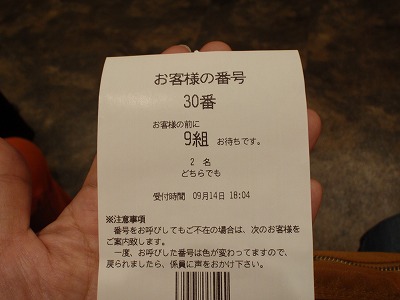 お客様の番号
30番
お客様の前に
9組 お待ちです。
2 名
どちらでも
受付時間 09月14日 18:04
※注意事項
番号をお呼びしてもご不在の場合は、次のお客様を
ご案内致します。
一度、お呼びした番号は色が変わってますので、
戻られましたら、係員に声をおかけ下さい。